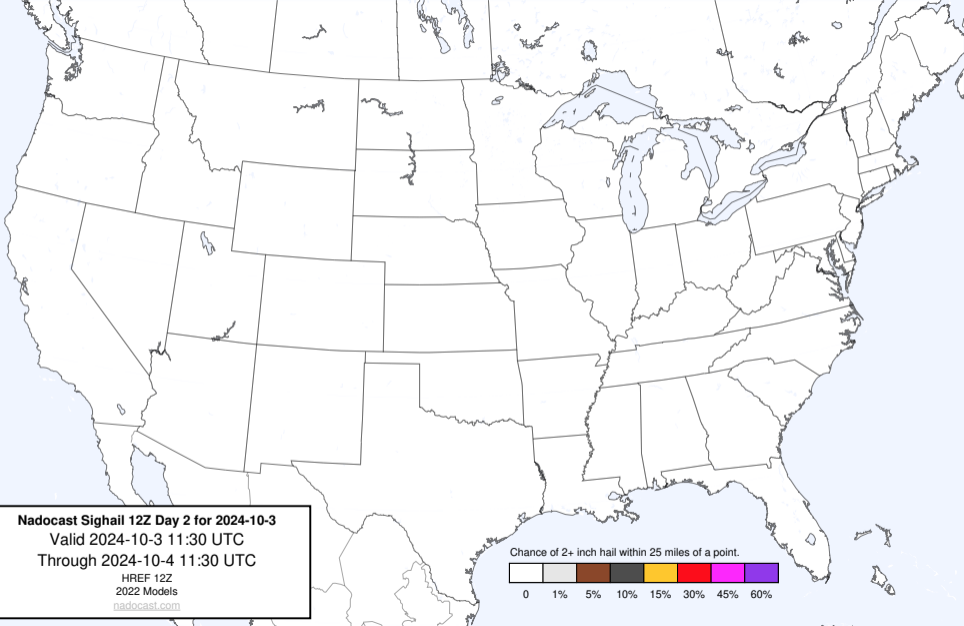 Nadocast Sighail 12Z Day 2 for 2024-10-3
Valid 2024-10-3 11:30 UTC
Through 2024-10-4 11:30 UTC
HREF 12Z
2022 Models
nadocast.com
Chance of 2+ inch hail within 25 miles of a point.
0 1% 5% 10% 15% 30% 45% 60%